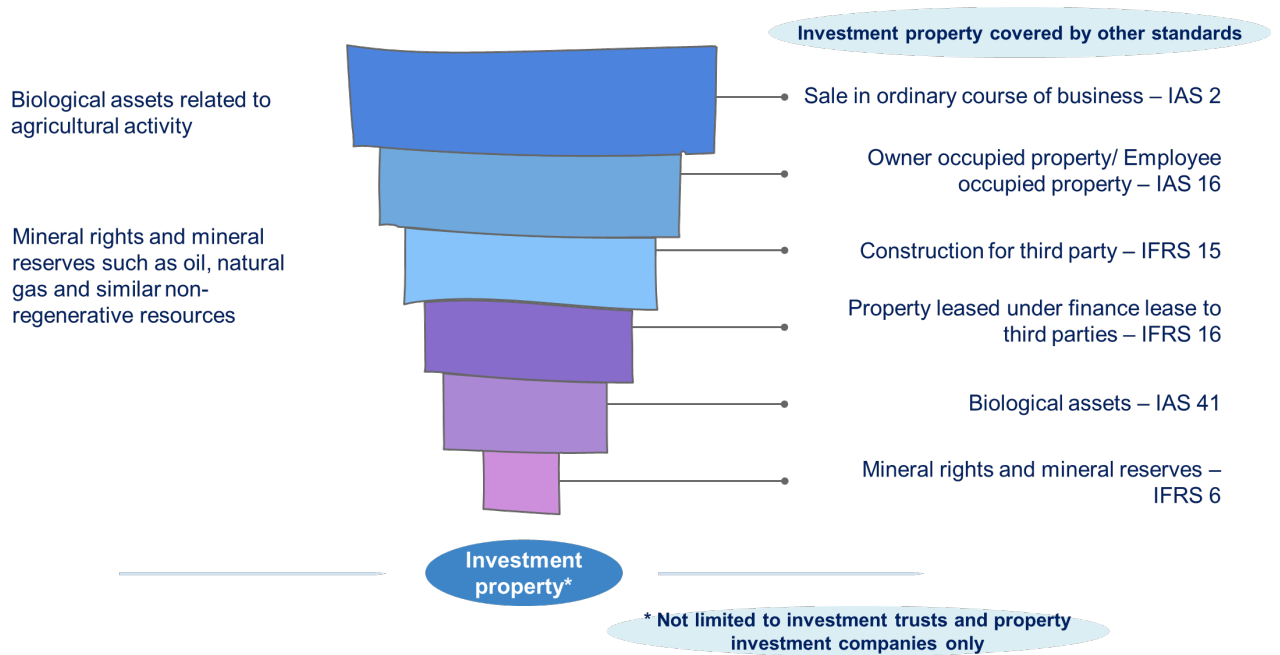 Investment property covered by other standards
Biological assets related to
agricultural activity
Mineral rights and mineral
reserves such as oil, natural
gas and similar non-
regenerative resources
Sale in ordinary course of business – IAS 2
Owner occupied property/ Employee
occupied property – IAS 16
Construction for third party – IFRS 15
Property leased under finance lease to
third parties – IFRS 16
Biological assets – IAS 41
Mineral rights and mineral reserves –
IFRS 6
Investment
property*
* Not limited to investment trusts and property
investment companies only